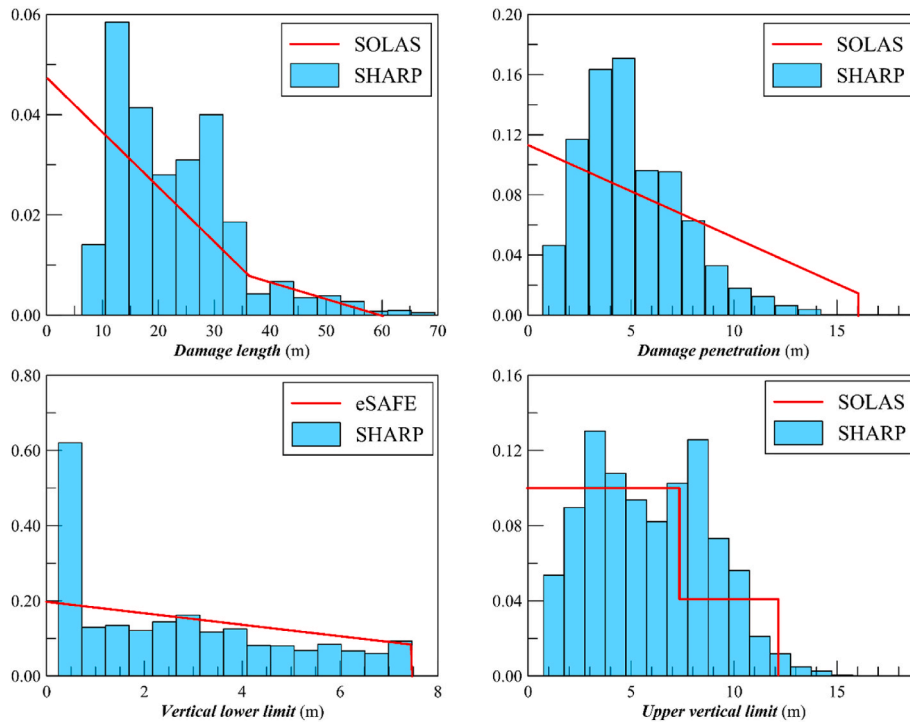 0.06
0.04
0.02
0.00
SOLAS
SHARP
0 10 20 30 40 50 60 70
Damage length (m)
0.20
0.16
0.12
0.08
0.04
0.00
SOLAS
SHARP
0 5 10 15
Damage penetration (m)
0.80
0.60
0.40
0.20
0.00
eSAFE
SHARP
0 2 4 6 8
Vertical lower limit (m)
0.16
0.12
0.08
0.04
0.00
SOLAS
SHARP
0 5 10 15
Upper vertical limit (m)